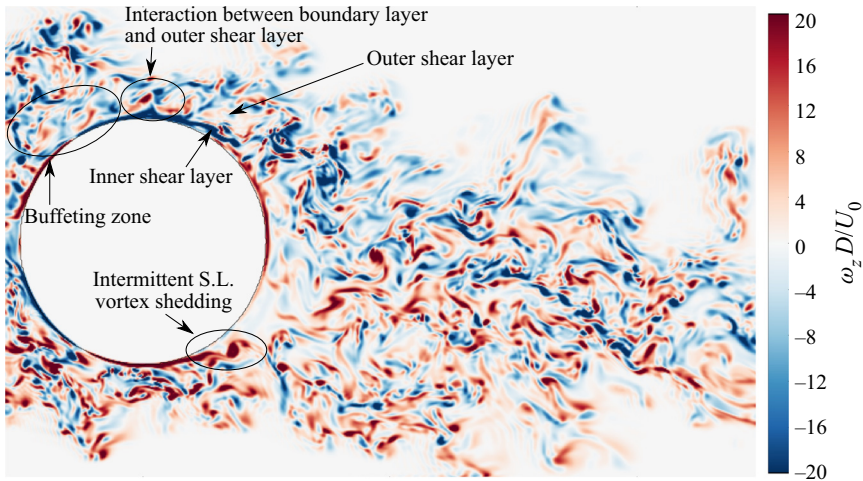 Interaction between boundary layer
and outer shear layer
Outer shear layer
Inner shear layer
Buffeting zone
Intermittent S.L.
vortex shedding
20
16
12
8
4
0
–4
–8
–12
–16
–20
ω_z D/U_0